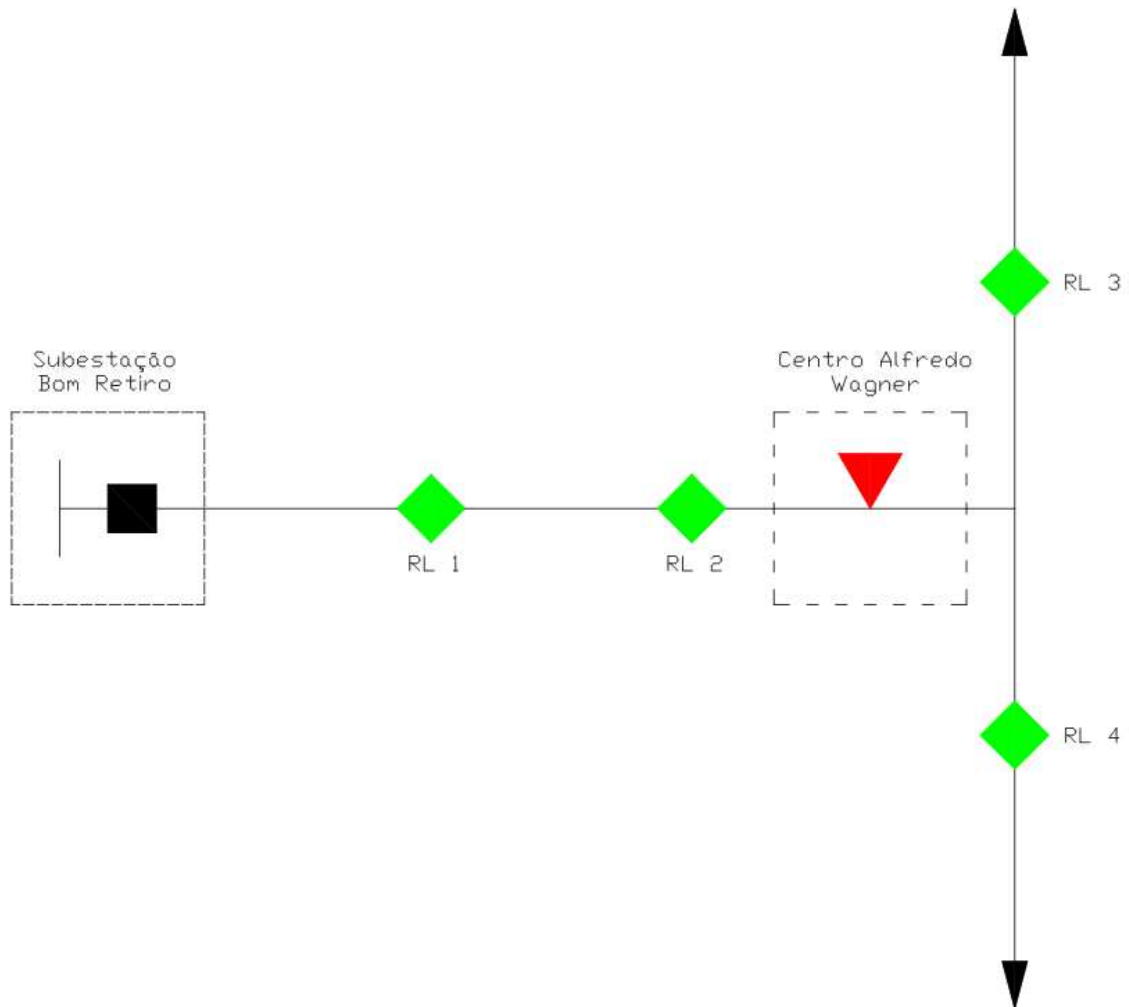 Subestação
Bom Retiro
RL 1
RL 2
Centro Alfredo
Wagner
RL 3
RL 4